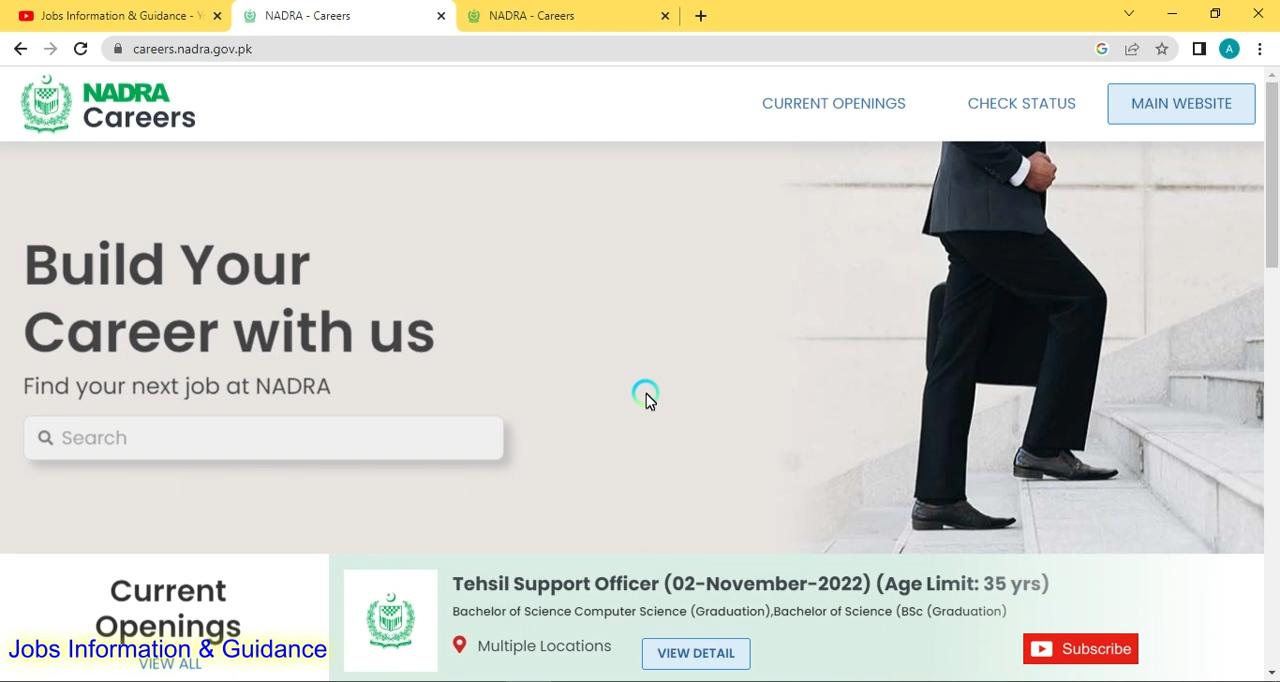 Jobs Information & Guidance - Y
NADRA - Careers
NADRA - Careers
careers.nadra.gov.pk
A
NADRA
Careers
CURRENT OPENINGS
CHECK STATUS
MAIN WEBSITE
Build Your
Career with us
Find your next job at NADRA
Search
Current
Openings
VIEW ALL
Jobs Information & Guidance
Tehsil Support Officer (02-November-2022) (Age Limit: 35 yrs)
Bachelor of Science Computer Science (Graduation),Bachelor of Science (BSc (Graduation)
Multiple Locations
VIEW DETAIL
Subscribe